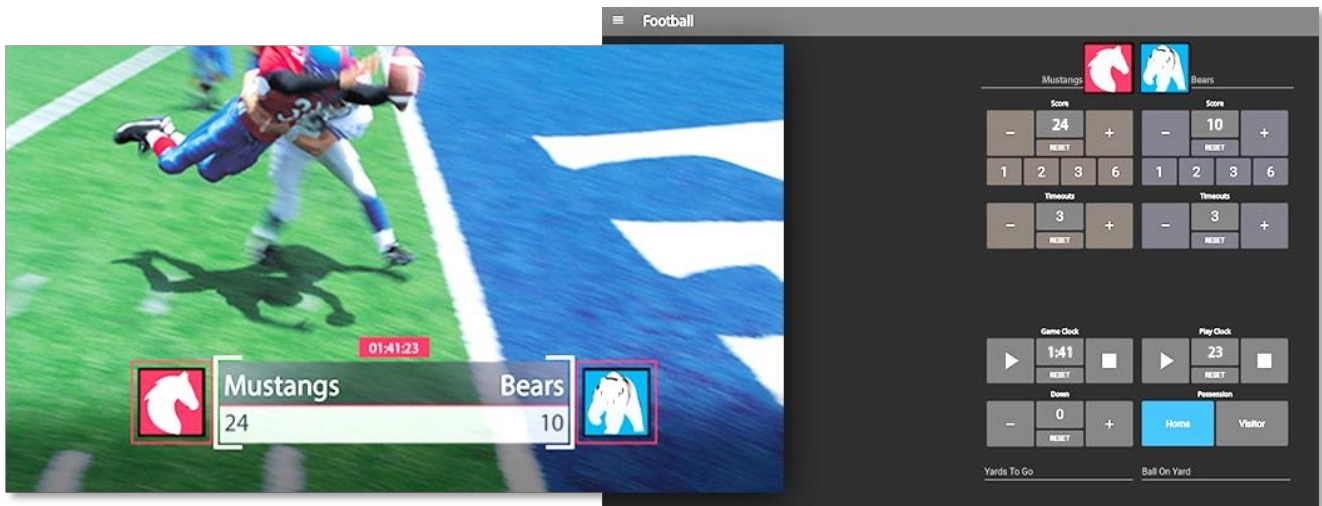 Football
Mustangs Bears
Score Score
− 24 + − 10 +
RESET RESET
1 2 3 6 1 2 3 6
Timeouts Timeouts
− 3 + − 3 +
RESET RESET
Game Clock Play Clock
1:41 23
RESET RESET
Down Possession
− 0 + Home Visitor
RESET
Yards To Go Ball On Yard
01:41:23
Mustangs Bears
24 10